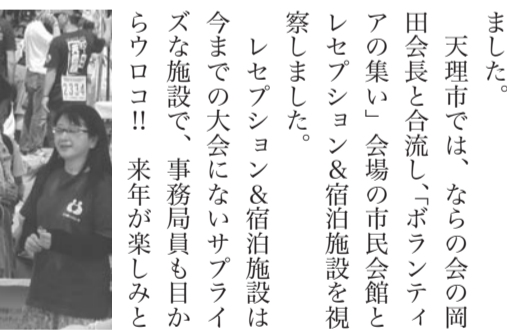 ました。
　天理市では、ならの会の岡
田会長と合流し、「ボランティ
アの集い」会場の市民会館と
レセプション&宿泊施設を視
察しました。
　レセプション&宿泊施設は
今までの大会にないサプライ
ズな施設で、事務局員も目か
らウロコ!!　来年が楽しみと
2334